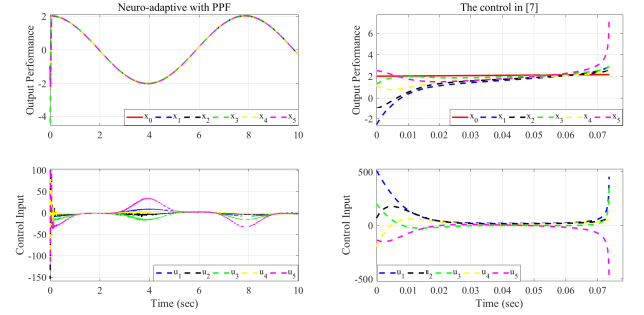 Neuro-adaptive with PPF
Output Performance
2
0
-2
-4
x0 x1 x2 x3 x4 x5
0 2 4 6 8 10
The control in [7]
Output Performance
6
4
2
0
-2
x0 x1 x2 x3 x4 x5
0 0.01 0.02 0.03 0.04 0.05 0.06 0.07
Control Input
100
50
0
-50
-100
-150
u1 u2 u3 u4 u5
0 2 4 6 8 10
Time (sec)
Control Input
500
0
-500
u1 u2 u3 u4 u5
0 0.01 0.02 0.03 0.04 0.05 0.06 0.07
Time (sec)